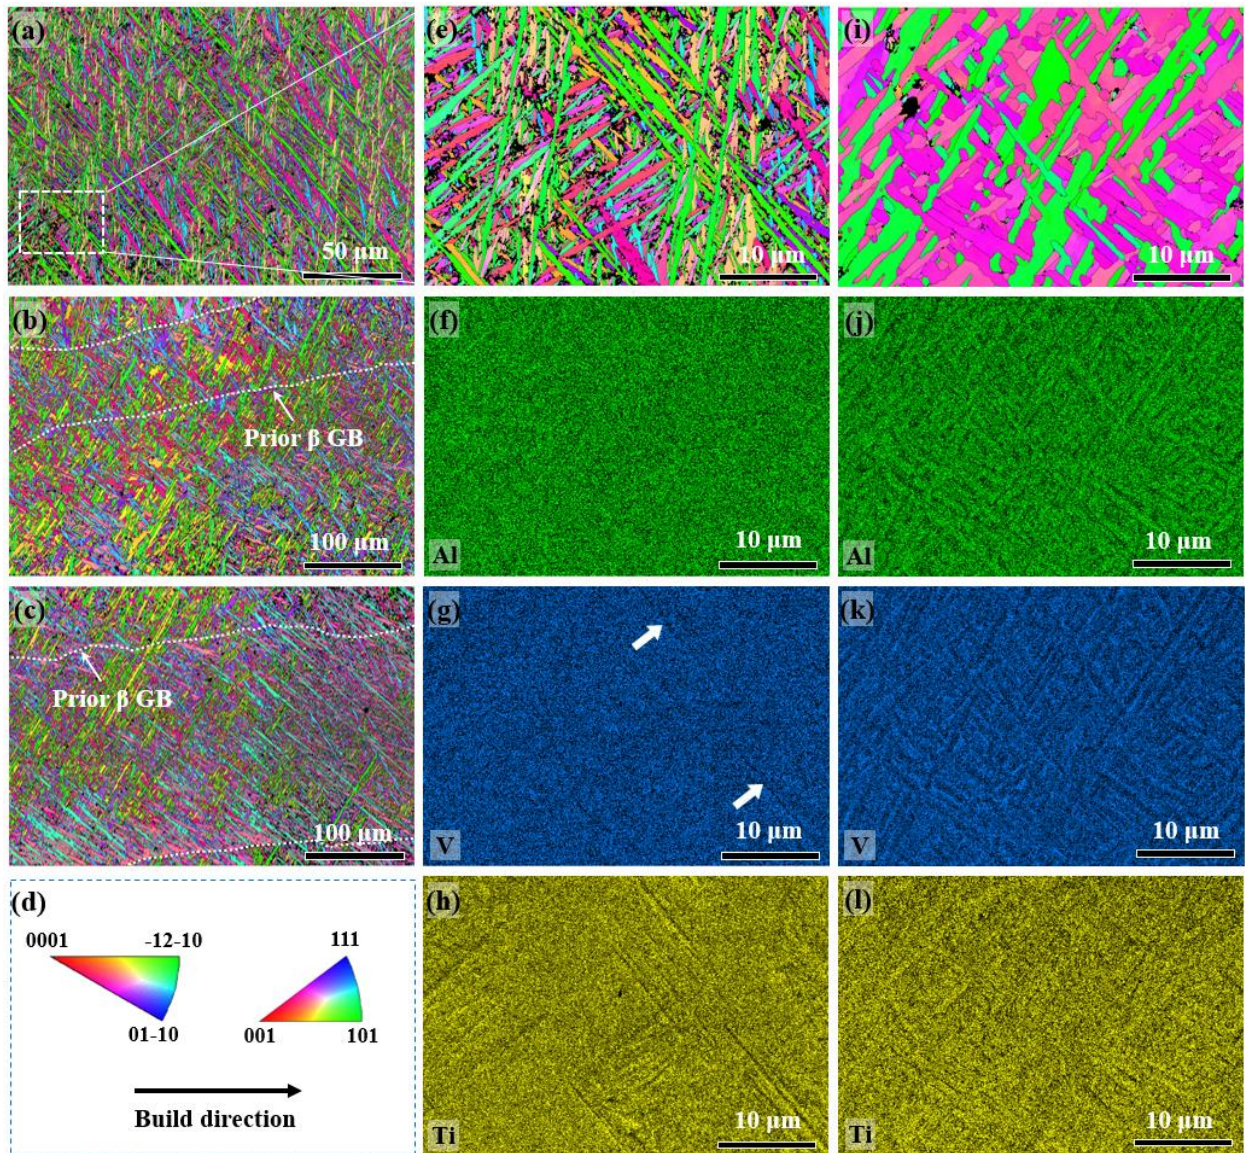 (a)
50 μm
(e)
10 μm
(i)
10 μm
(b)
Prior β GB
100 μm
(f)
10 μm
Al
(j)
10 μm
Al
(c)
Prior β GB
100 μm
(g)
10 μm
V
(k)
10 μm
V
(d)
0001
-12-10
01-10
111
001
101
Build direction
(h)
10 μm
Ti
(l)
10 μm
Ti